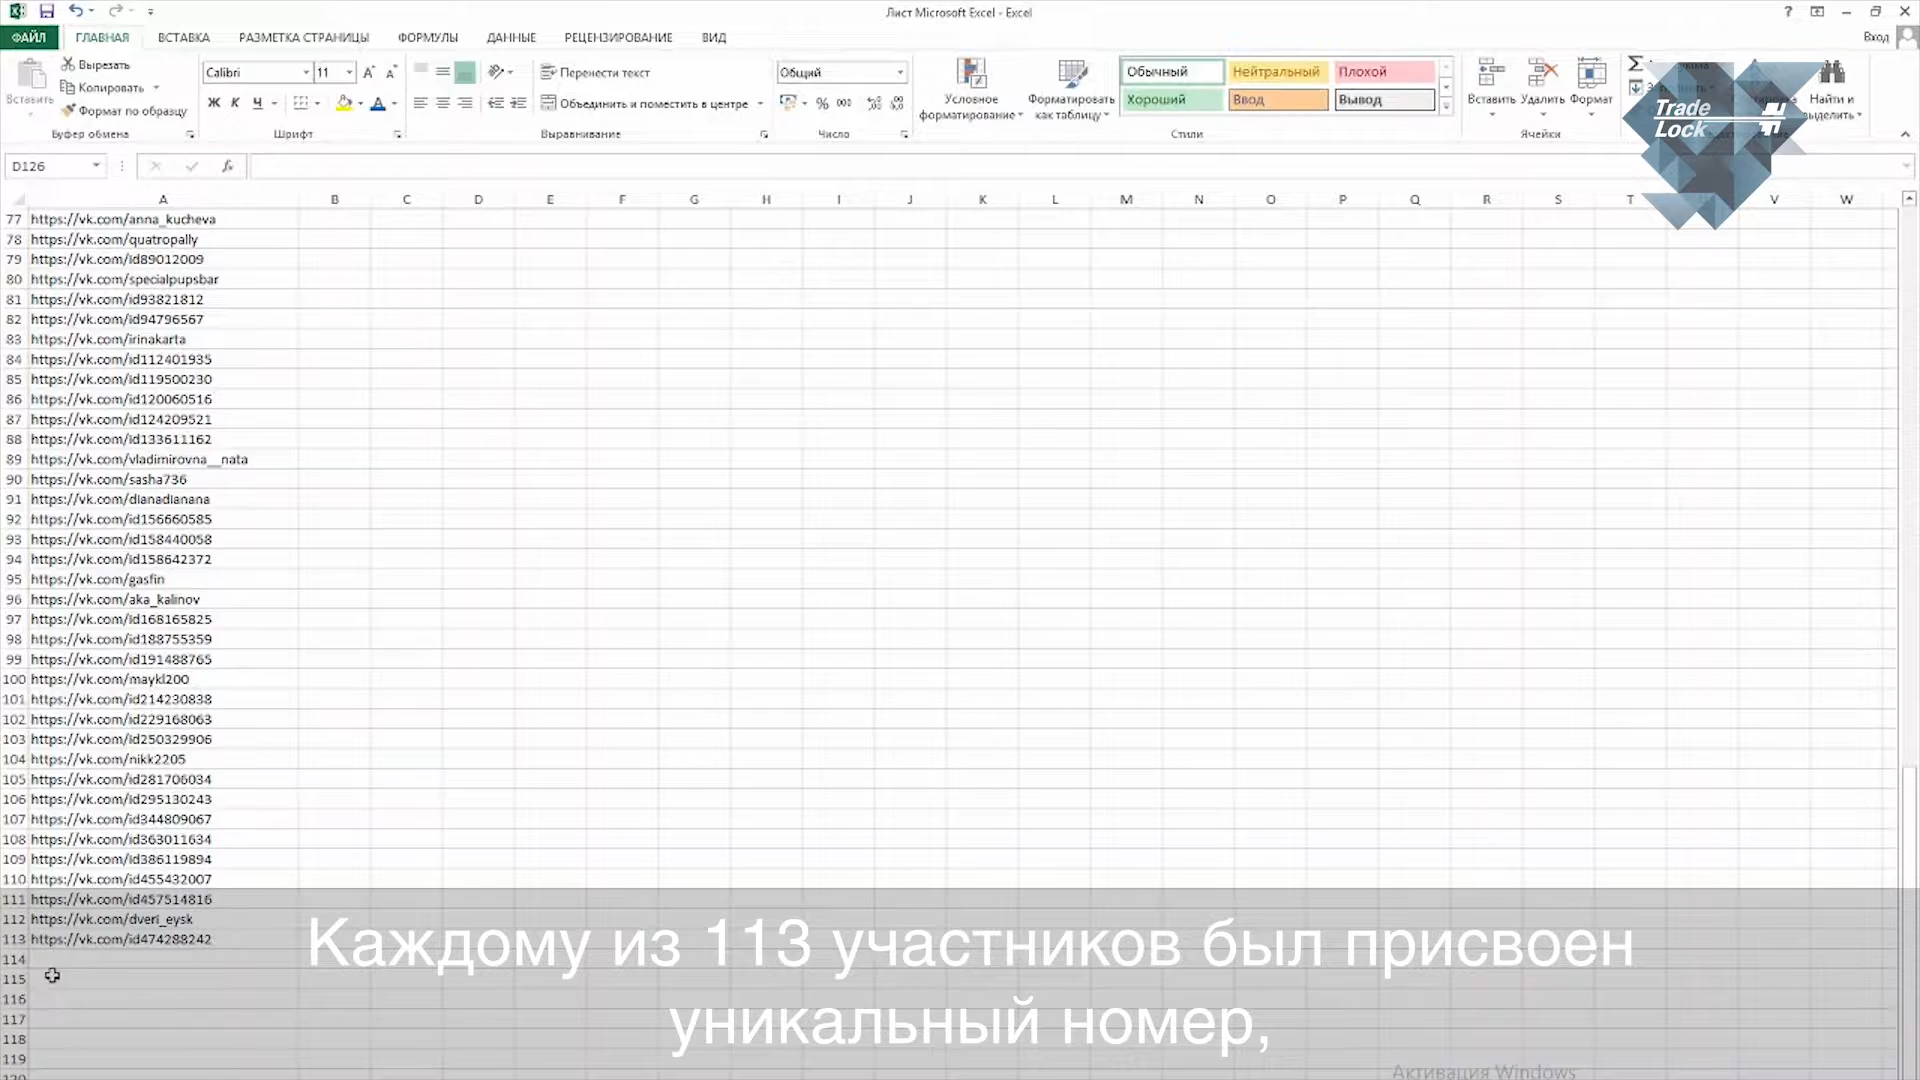 Лист Microsoft Excel - Excel
ФАЙЛ ГЛАВНАЯ ВСТАВКА РАЗМЕТКА СТРАНИЦЫ ФОРМУЛЫ ДАННЫЕ РЕЦЕНЗИРОВАНИЕ ВИД Вход
Вставить
Вырезать
Копировать
Формат по образцу
Буфер обмена
Calibri 11
Ж К Ч
Шрифт
Перенести текст
Объединить и поместить в центре
Выравнивание
Общий
% 000
Число
Условное форматирование
Форматировать как таблицу
Обычный Нейтральный Плохой
Хороший Ввод Вывод
Стили
Вставить Удалить Формат
Ячейки
Найти и
Trade
Lock
D126
A B C D E F G H I J K L M N O P Q R S T V W
77 https://vk.com/anna_kucheva
78 https://vk.com/quatropally
79 https://vk.com/id89012009
80 https://vk.com/specialpupsbar
81 https://vk.com/id93821812
82 https://vk.com/id94796567
83 https://vk.com/irinakarta
84 https://vk.com/id112401935
85 https://vk.com/id119500230
86 https://vk.com/id120060516
87 https://vk.com/id124209521
88 https://vk.com/id133611162
89 https://vk.com/vladimirovna__nata
90 https://vk.com/sasha736
91 https://vk.com/dianadianana
92 https://vk.com/id156660585
93 https://vk.com/id158440058
94 https://vk.com/id158642372
95 https://vk.com/gasfin
96 https://vk.com/aka_kalinov
97 https://vk.com/id168165825
98 https://vk.com/id188755359
99 https://vk.com/id191488765
100 https://vk.com/maykl200
101 https://vk.com/id214230838
102 https://vk.com/id229168063
103 https://vk.com/id250329906
104 https://vk.com/nikk2205
105 https://vk.com/id281706034
106 https://vk.com/id295130243
107 https://vk.com/id344809067
108 https://vk.com/id363011634
109 https://vk.com/id386119894
110 https://vk.com/id455432007
111 https://vk.com/id457514816
112 https://vk.com/dveri_eysk
113 https://vk.com/id474288242
114
115
116
117
118
119
Каждому из 113 участников был присвоен
уникальный номер,
Активация Windows